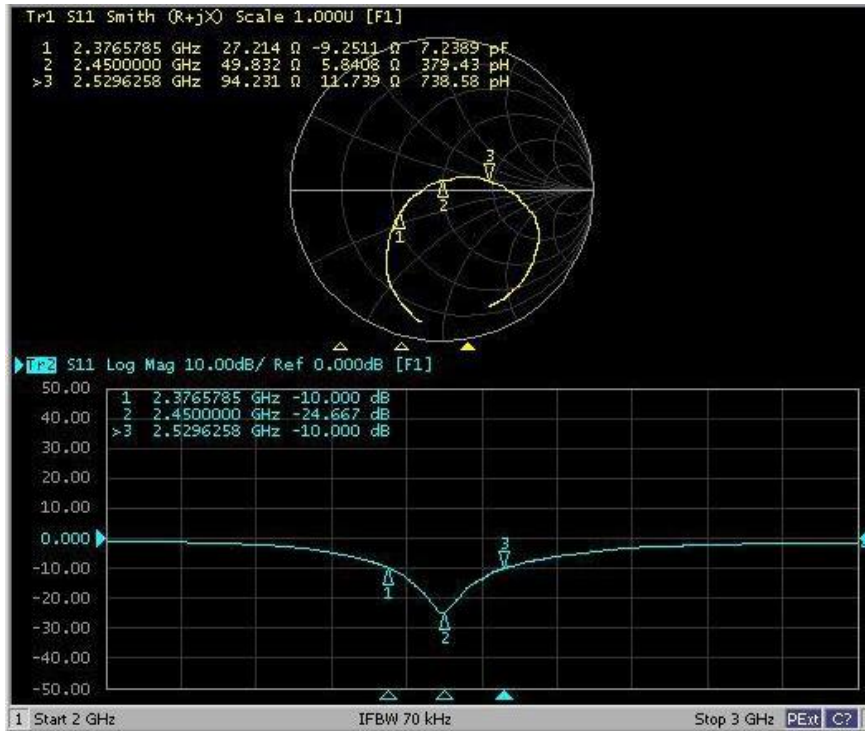 Tr1 S11 Smith (R+jX) Scale 1.000U [F1]
1 2.3765785 GHz 27.214 Ω -9.2511 Ω 7.2389 pF
2 2.4500000 GHz 49.832 Ω 5.8408 Ω 379.43 pH
>3 2.5296258 GHz 94.231 Ω 11.739 Ω 738.58 pH
3
2
1
Tr2 S11 Log Mag 10.00dB/ Ref 0.000dB [F1]
50.00
1 2.3765785 GHz -10.000 dB
2 2.4500000 GHz -24.667 dB
40.00
>3 2.5296258 GHz -10.000 dB
30.00
20.00
10.00
0.000
3
-10.00
1
-20.00
-30.00
2
-40.00
-50.00
1 Start 2 GHz IFBW 70 kHz Stop 3 GHz PExt C?